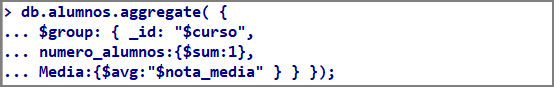 > db.alumnos.aggregate( {
... $group: { _id: "$curso",
... numero_alumnos:{$sum:1},
... Media:{$avg:"$nota_media" } } });